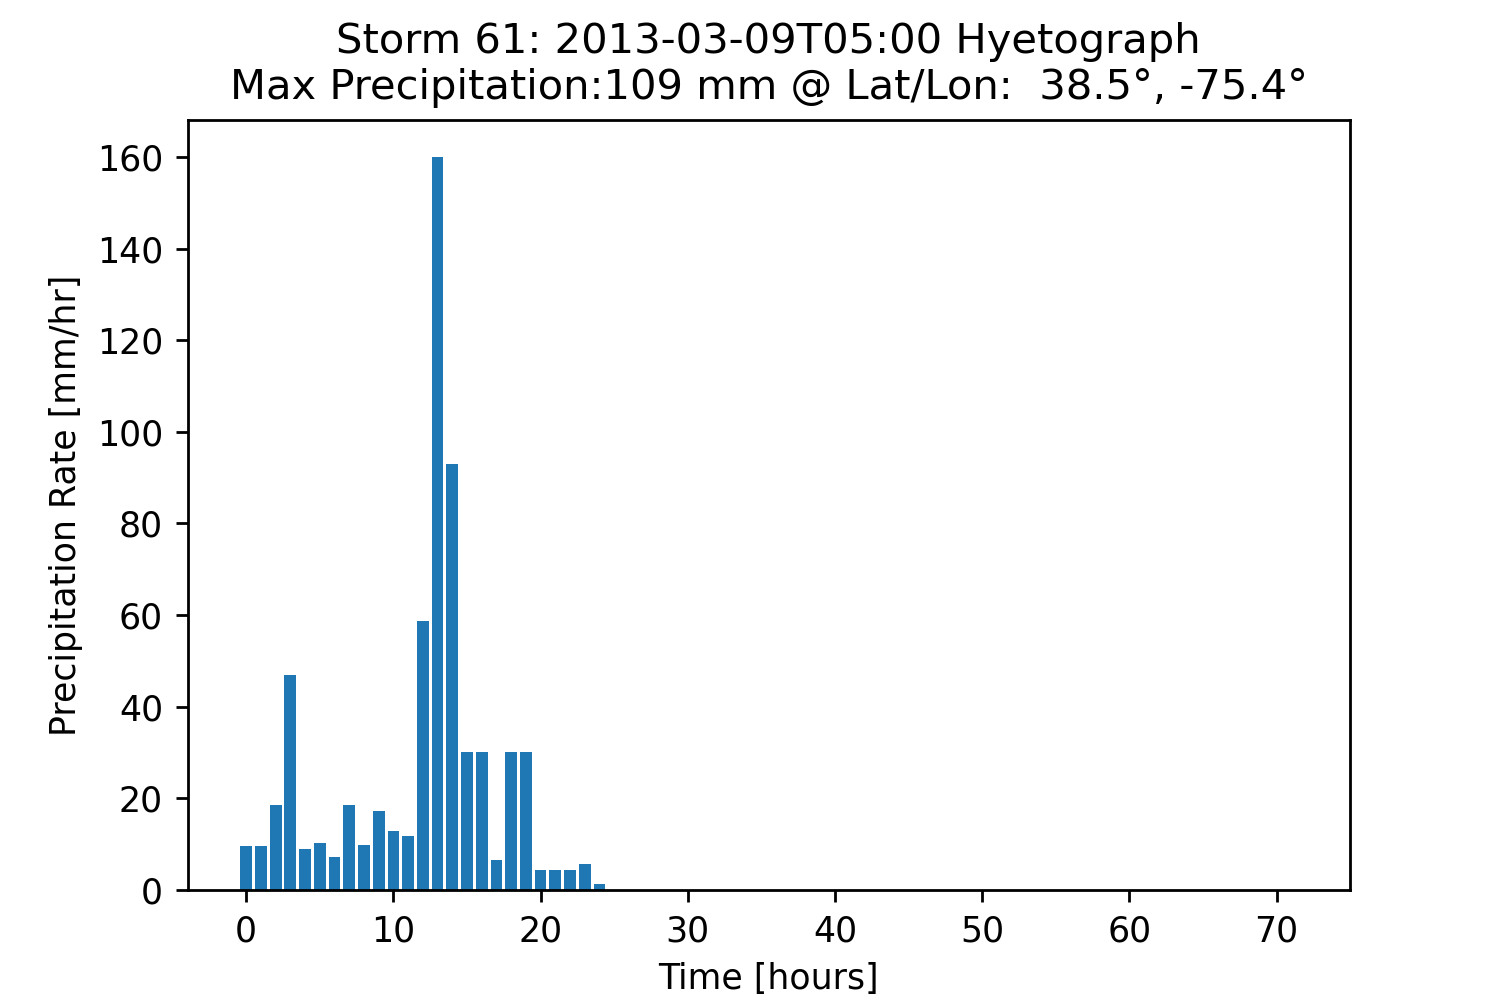 Storm 61: 2013-03-09T05:00 Hyetograph
Max Precipitation:109 mm @ Lat/Lon:  38.5°, -75.4°
160
140
120
100
80
60
40
20
0
Precipitation Rate [mm/hr]
0 10 20 30 40 50 60 70
Time [hours]